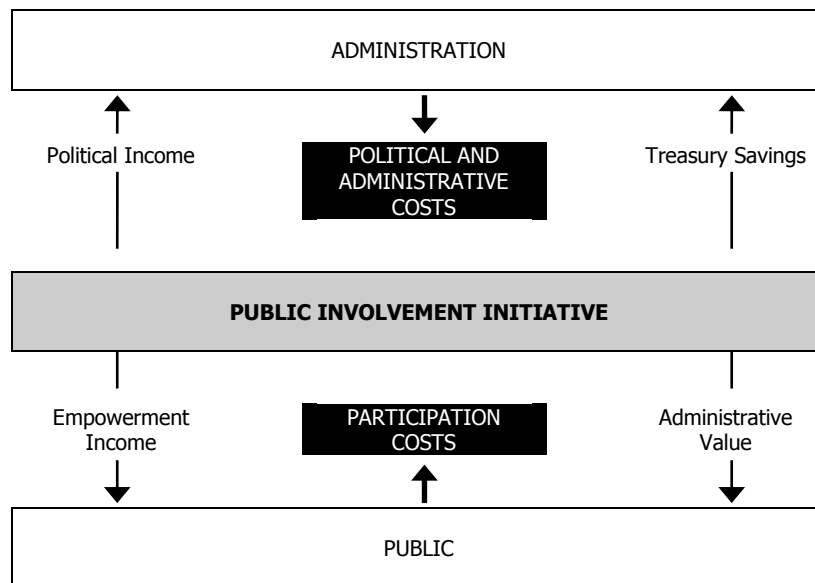 ADMINISTRATION
Political Income
POLITICAL AND
ADMINISTRATIVE
COSTS
Treasury Savings
PUBLIC INVOLVEMENT INITIATIVE
Empowerment
Income
PARTICIPATION
COSTS
Administrative
Value
PUBLIC